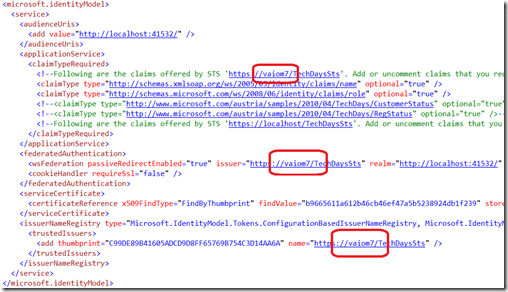 <microsoft.identityModel>
<service>
<audienceUris>
<add value="http://localhost:41532/" />
</audienceUris>
<applicationService>
<claimTypeRequired>
<!--Following are the claims offered by STS 'https://vaiom7/TechDaysSts'. Add or uncomment claims that you req
<claimType type="http://schemas.xmlsoap.org/ws/2005/05/identity/claims/name" optional="true" />
<claimType type="http://schemas.microsoft.com/ws/2008/06/identity/claims/role" optional="true" />
<!--<claimType type="http://www.microsoft.com/austria/samples/2010/04/TechDays/CustomerStatus" optional="true"
<!--<claimType type="http://www.microsoft.com/austria/samples/2010/04/TechDays/RegStatus" optional="true" />-->
<!--Following are the claims offered by STS 'https://localhost/TechDaysSts'. Add or uncomment claims that you
</claimTypeRequired>
</applicationService>
<federatedAuthentication>
<wsFederation passiveRedirectEnabled="true" issuer="https://vaiom7/TechDaysSts" realm="http://localhost:41532/"
<cookieHandler requireSsl="false" />
</federatedAuthentication>
<serviceCertificate>
<certificateReference x509FindType="FindByThumbprint" findValue="b9665611a612b46cb46ef47a5b5238924db1f239" store
</serviceCertificate>
<issuerNameRegistry type="Microsoft.IdentityModel.Tokens.ConfigurationBasedIssuerNameRegistry, Microsoft.Identit
<trustedIssuers>
<add thumbprint="C99DE89B41605ADCD9D8FF65769B754C3D14AA6A" name="https://vaiom7/TechDaysSts" />
</trustedIssuers>
</issuerNameRegistry>
</service>
</microsoft.identityModel>